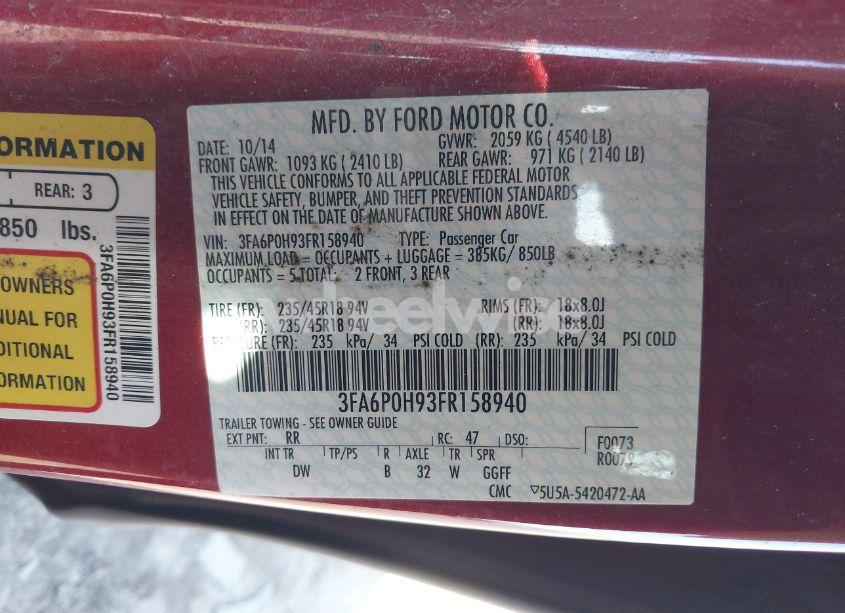 ORMATION
REAR: 3
850 lbs.
OWNERS
NUAL FOR
DITIONAL
FORMATION
3FA6P0H93FR158940
MFD. BY FORD MOTOR CO.
DATE: 10/14 GVWR: 2059 KG ( 4540 LB)
FRONT GAWR: 1093 KG ( 2410 LB) REAR GAWR: 971 KG ( 2140 LB)
THIS VEHICLE CONFORMS TO ALL APPLICABLE FEDERAL MOTOR
VEHICLE SAFETY, BUMPER, AND THEFT PREVENTION STANDARDS
IN EFFECT ON THE DATE OF MANUFACTURE SHOWN ABOVE.
VIN: 3FA6P0H93FR158940 TYPE: Passenger Car
MAXIMUM LOAD = OCCUPANTS + LUGGAGE = 385KG/ 850LB
OCCUPANTS = 5 TOTAL: 2 FRONT, 3 REAR
TIRE (FR): 235/45R18 94V RIMS (FR): 18x8.0J
(RR): 235/45R18 94V (RR): 18x8.0J
PRESSURE (FR): 235 kPa/ 34 PSI COLD (RR): 235 kPa/ 34 PSI COLD
3FA6P0H93FR158940
TRAILER TOWING - SEE OWNER GUIDE
EXT PNT: RR RC: 47 DSO: F0073
INT TR TP/PS R AXLE TR SPR
DW B 32 W GGFF
CMC ▽5U5A-5420472-AA